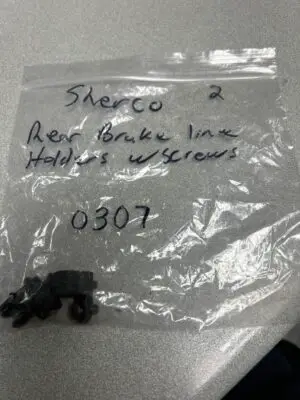 Sherco 2
Rear Brake line
Holders w/screws
0307